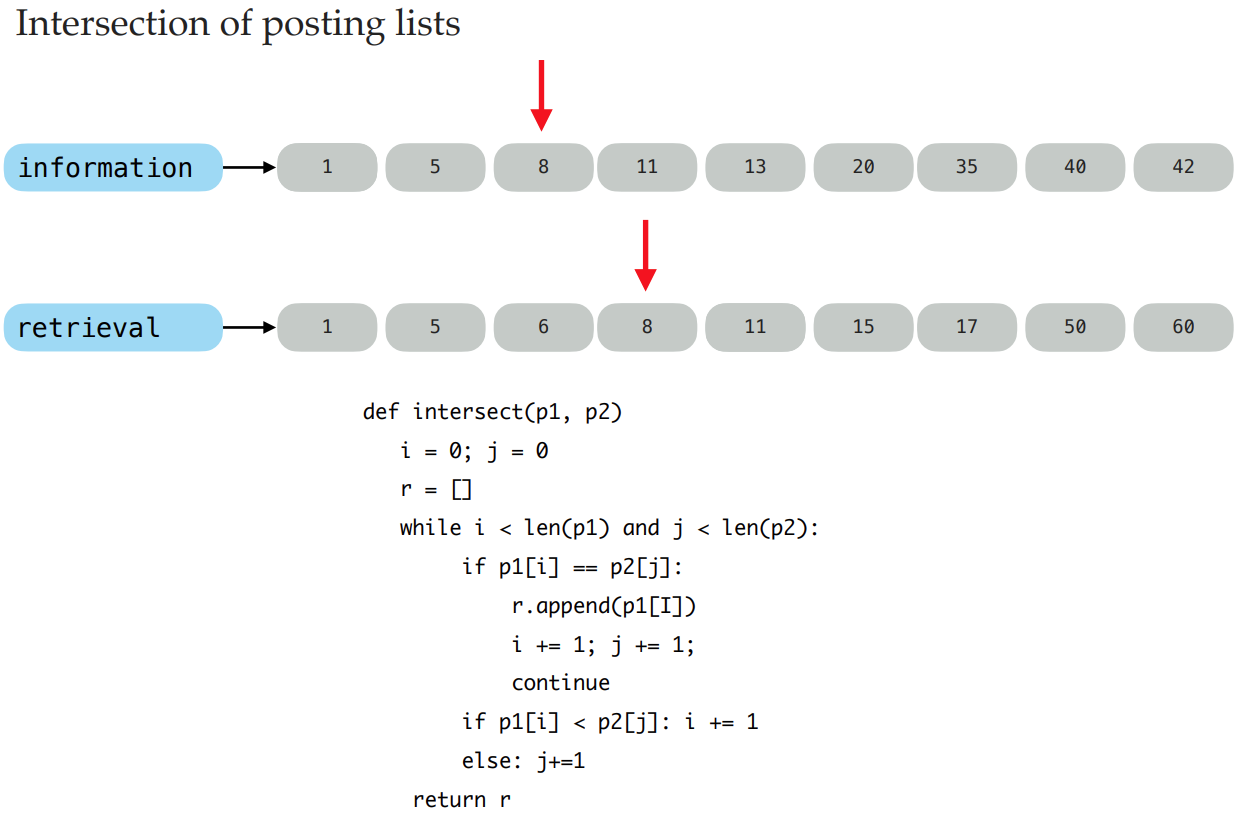 Intersection of posting lists
information 1 5 8 11 13 20 35 40 42
retrieval 1 5 6 8 11 15 17 50 60
def intersect(p1, p2)
i = 0; j = 0
r = []
while i < len(p1) and j < len(p2):
if p1[i] == p2[j]:
r.append(p1[I])
i += 1; j += 1;
continue
if p1[i] < p2[j]: i += 1
else: j+=1
return r